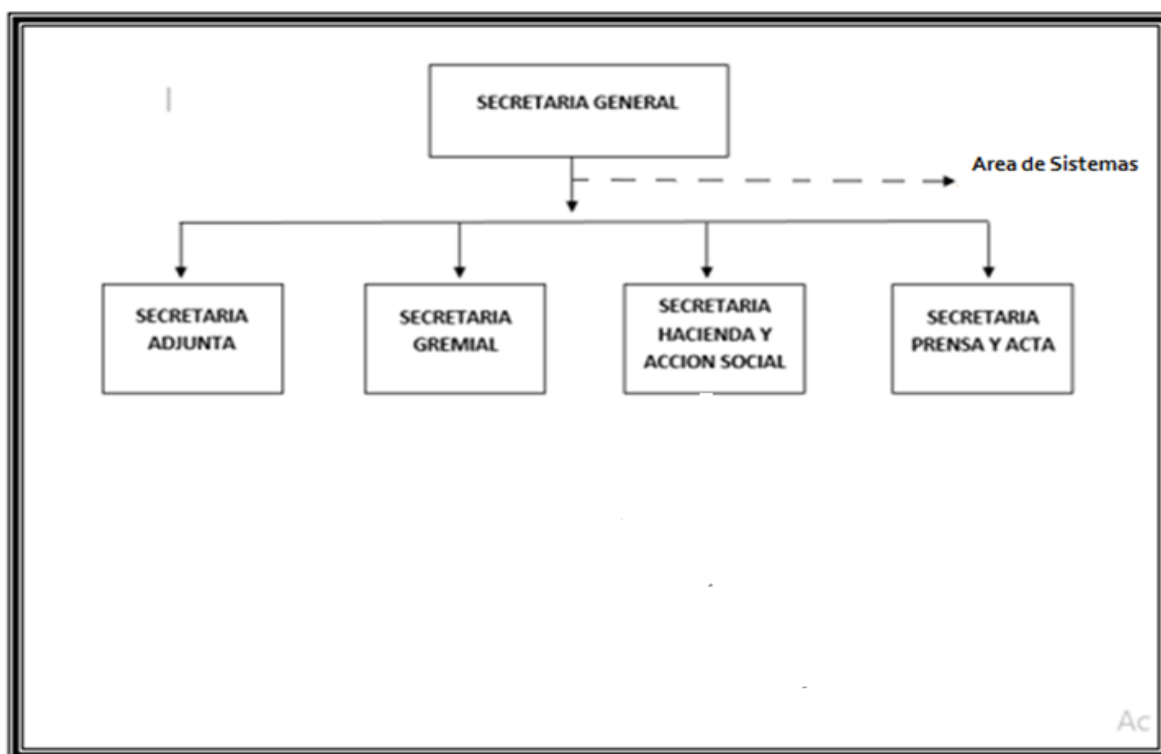 SECRETARIA GENERAL
Area de Sistemas
SECRETARIA
ADJUNTA
SECRETARIA
GREMIAL
SECRETARIA
HACIENDA Y
ACCION SOCIAL
SECRETARIA
PRENSA Y ACTA
Ac